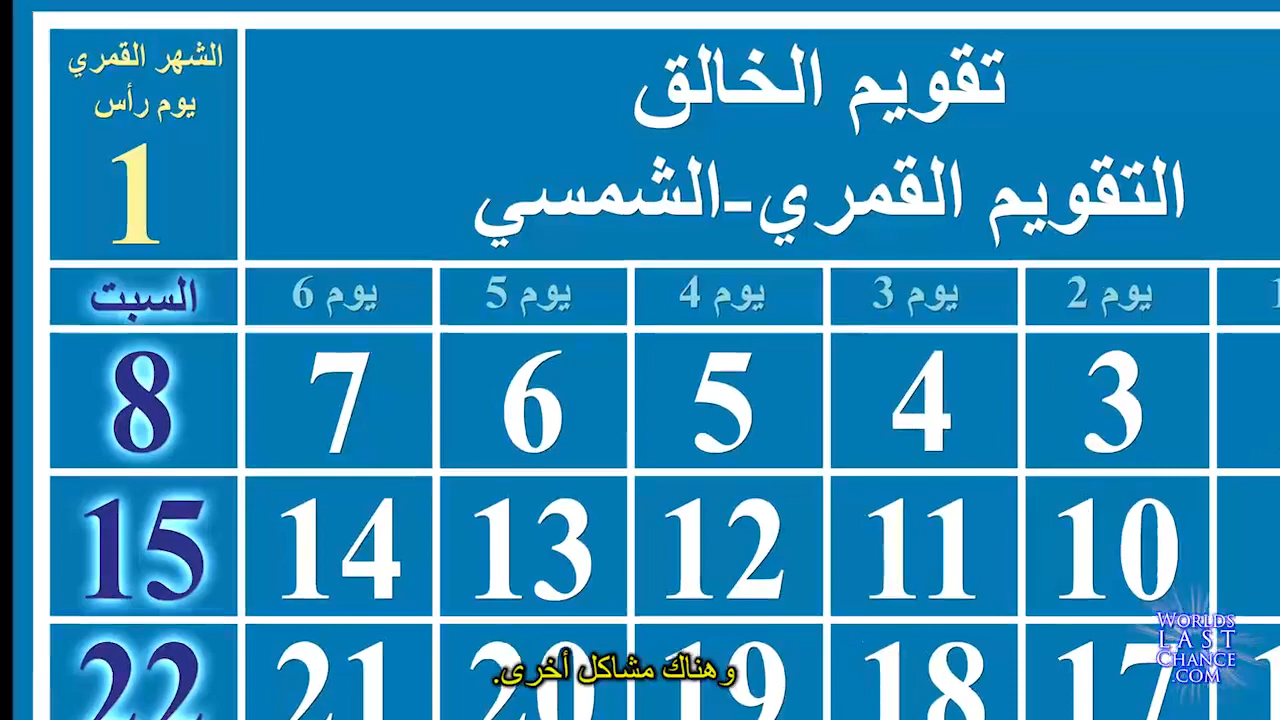 تقويم الخالق
التقويم القمري-الشمسي
الشهر القمري
يوم رأس
1
يوم 2 يوم 3 يوم 4 يوم 5 يوم 6 السبت
3 4 5 6 7 8
10 11 12 13 14 15
17 18 19 20 21 22
وهناك مشاكل أخرى.
WORLDS
LAST
CHANCE
.COM